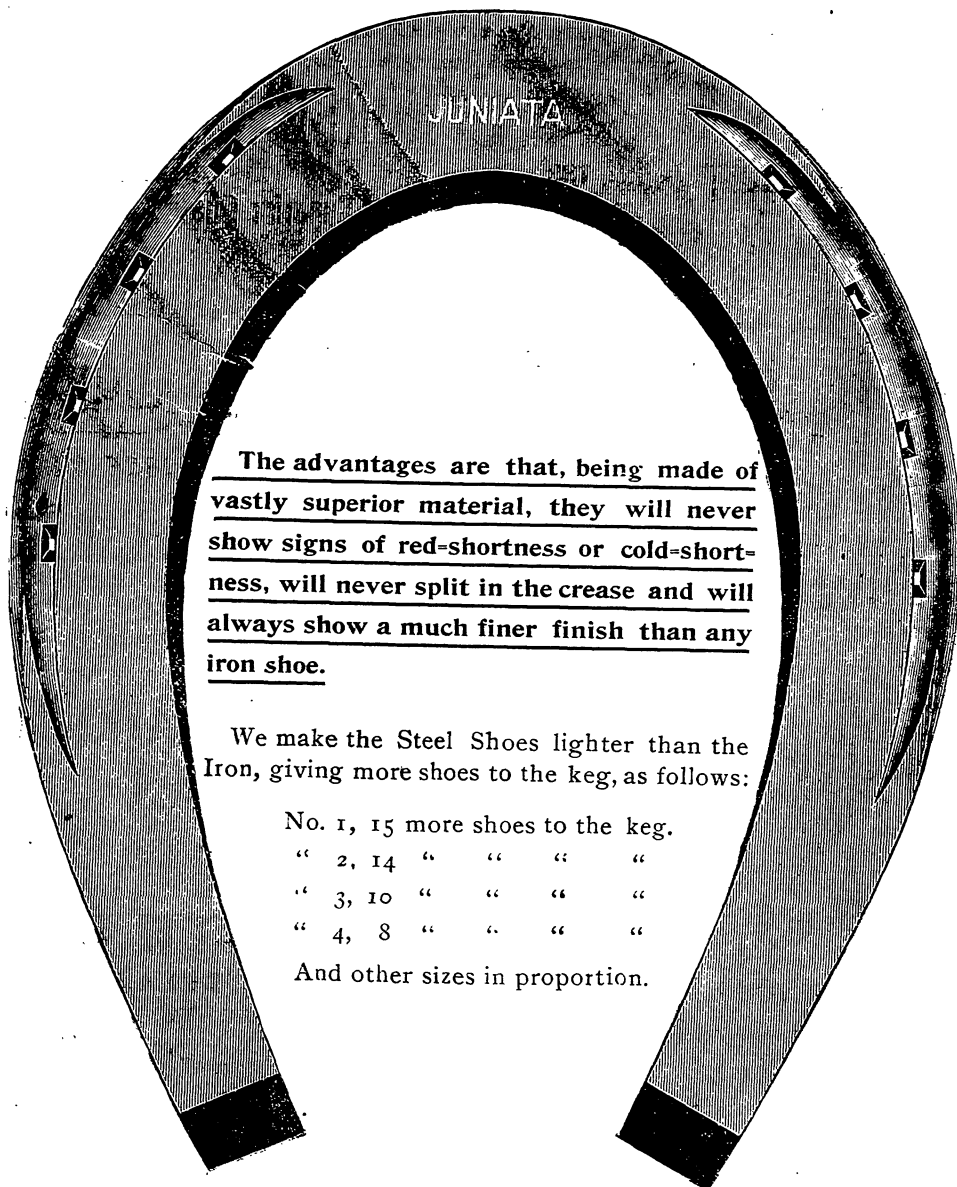 JUNIATA
The advantages are that, being made of
vastly superior material, they will never
show signs of red=shortness or cold=short=
ness, will never split in the crease and will
always show a much finer finish than any
iron shoe.
We make the Steel Shoes lighter than the
Iron, giving more shoes to the keg, as follows:
No. 1, 15 more shoes to the keg.
“ 2, 14 “ “ “ “
“ 3, 10 “ “ “ “
“ 4, 8 “ “ “ “
And other sizes in proportion.